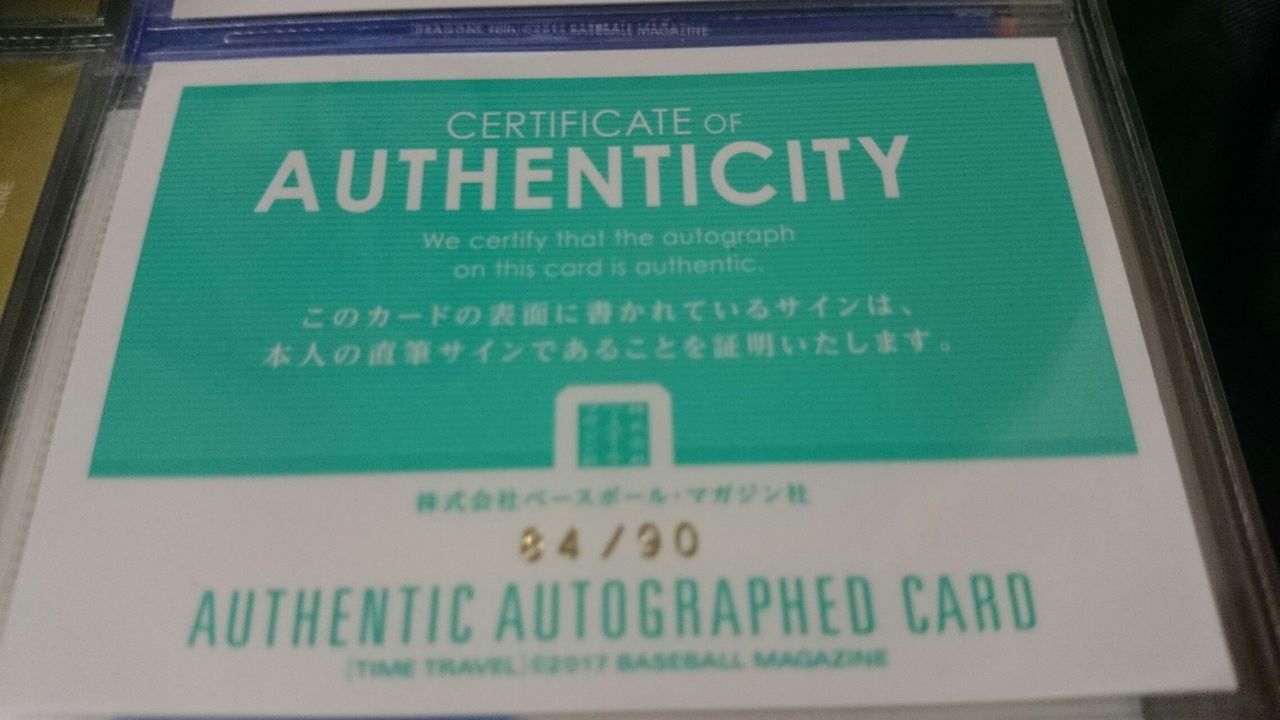 DRAGONS ©2013 BASEBALL MAGAZINE
CERTIFICATE OF
AUTHENTICITY
We certify that the autograph
on this card is authentic.
このカードの表面に書かれているサインは、
本人の直筆サインであることを証明いたします。
株式会社ベースボール・マガジン社
84/90
AUTHENTIC AUTOGRAPHED CARD
[TIME TRAVEL]©2017 BASEBALL MAGAZINE